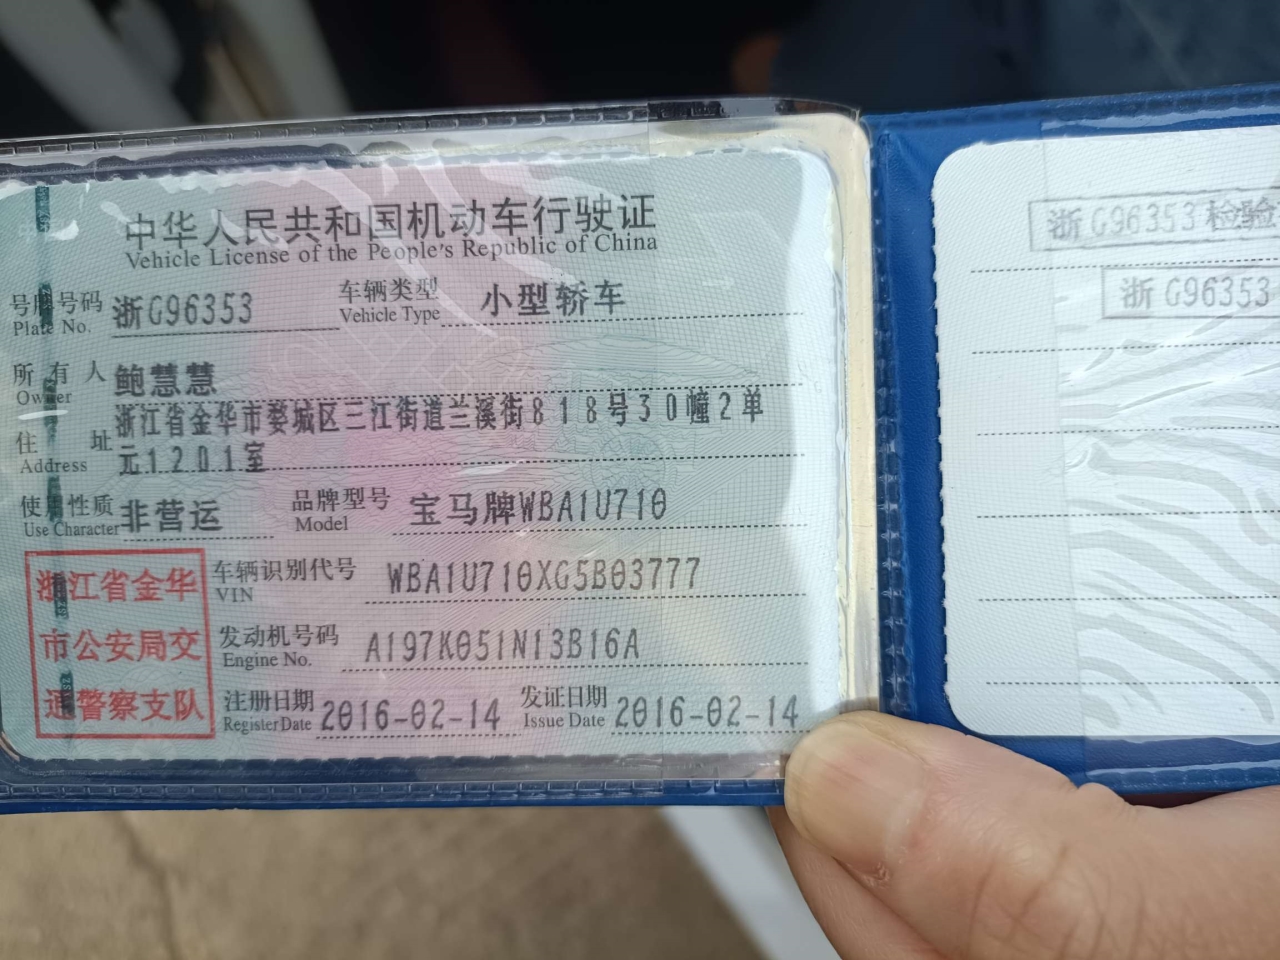 中华人民共和国机动车行驶证
Vehicle License of the People's Republic of China
号牌号码 浙G96353 车辆类型 小型轿车
Plate No. Vehicle Type
所有人 鲍慧慧
Owner
住址 浙江省金华市婺城区三江街道兰溪街818号30幢2单
Address 元1201室
使用性质 非营运 品牌型号 宝马牌WBA1U710
Use Character Model
浙江省金华
市公安局交
通警察支队
车辆识别代号 WBA1U710XG5B03777
VIN
发动机号码 A197K051N13B16A
Engine No.
注册日期 2016-02-14 发证日期 2016-02-14
Register Date Issue Date
浙G96353检验
浙G96353